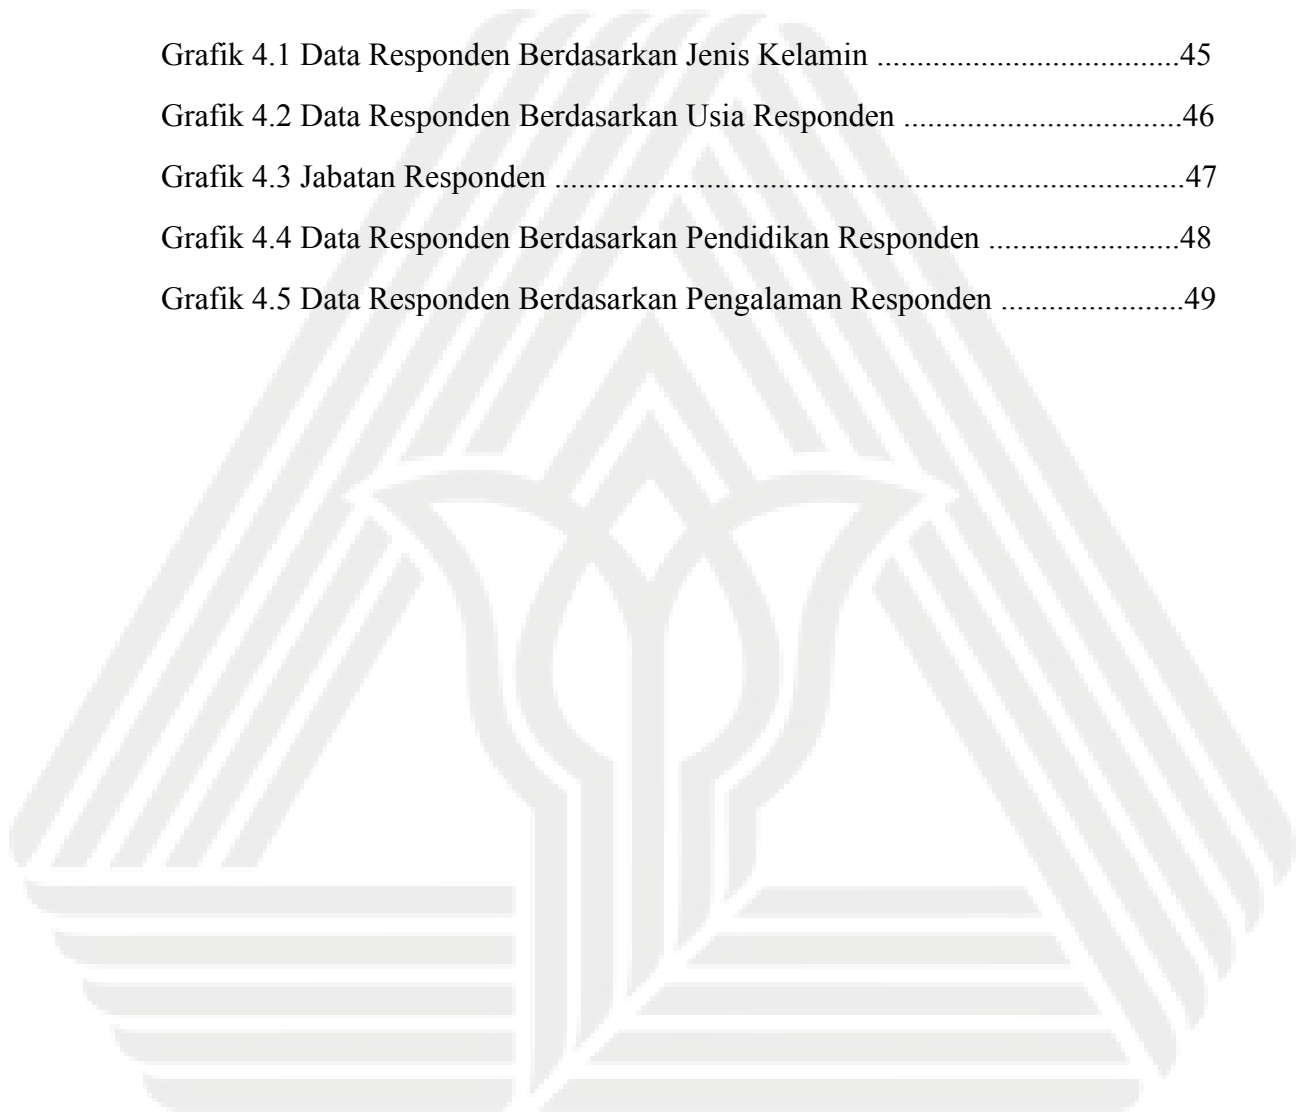 Grafik 4.1 Data Responden Berdasarkan Jenis Kelamin ......................................45
Grafik 4.2 Data Responden Berdasarkan Usia Responden ...................................46
Grafik 4.3 Jabatan Responden ...............................................................................47
Grafik 4.4 Data Responden Berdasarkan Pendidikan Responden ........................48
Grafik 4.5 Data Responden Berdasarkan Pengalaman Responden .......................49